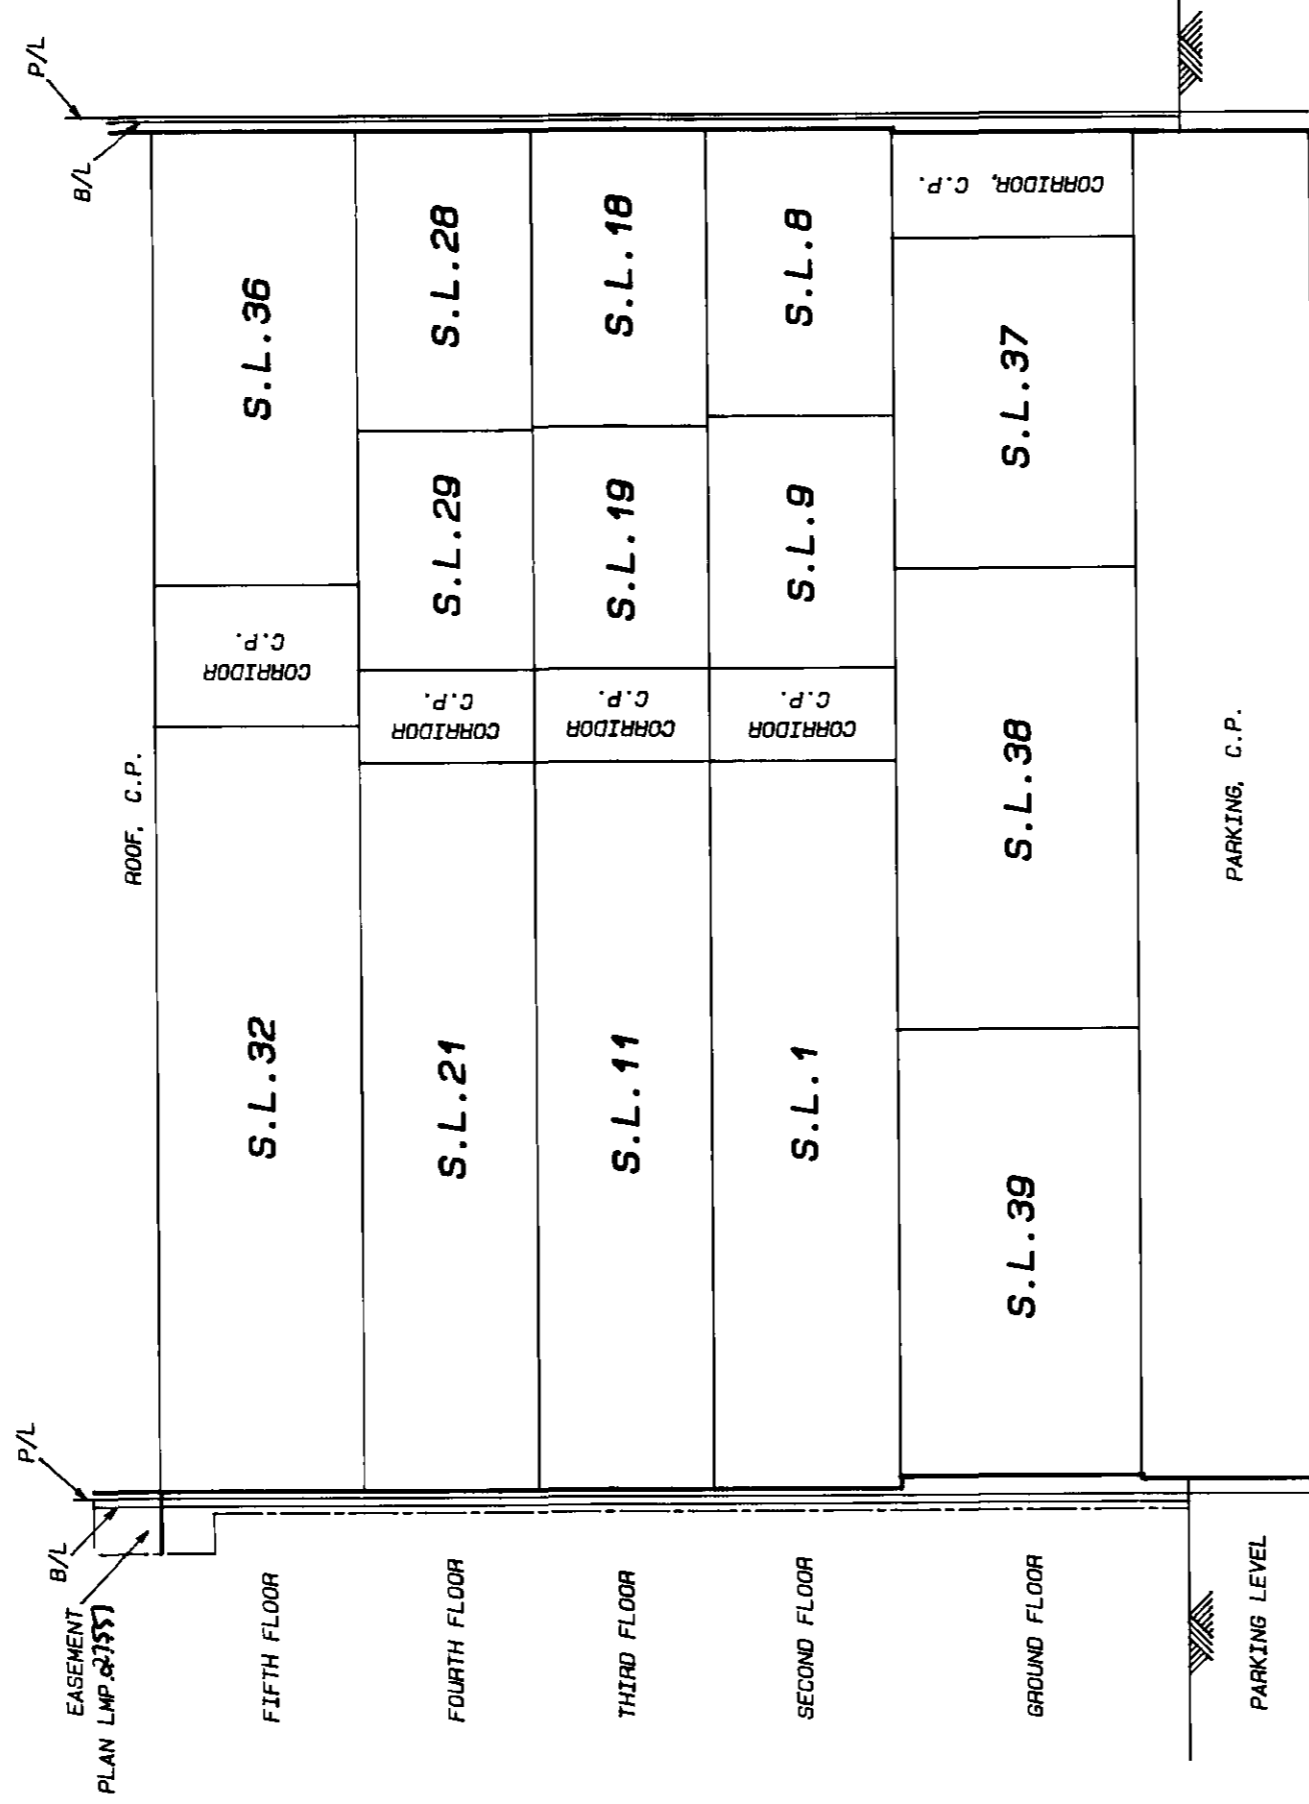 P/L
B/L
EASEMENT
PLAN LMP.27551
P/L
B/L
ROOF, C.P.
FIFTH FLOOR
S.L.32
CORRIDOR
C.P.
S.L.36
FOURTH FLOOR
S.L.21
CORRIDOR
C.P.
S.L.29
S.L.28
THIRD FLOOR
S.L.11
CORRIDOR
C.P.
S.L.19
S.L.18
SECOND FLOOR
S.L.1
CORRIDOR
C.P.
S.L.9
S.L.8
GROUND FLOOR
S.L.39
S.L.38
S.L.37
CORRIDOR, C.P.
PARKING LEVEL
PARKING, C.P.